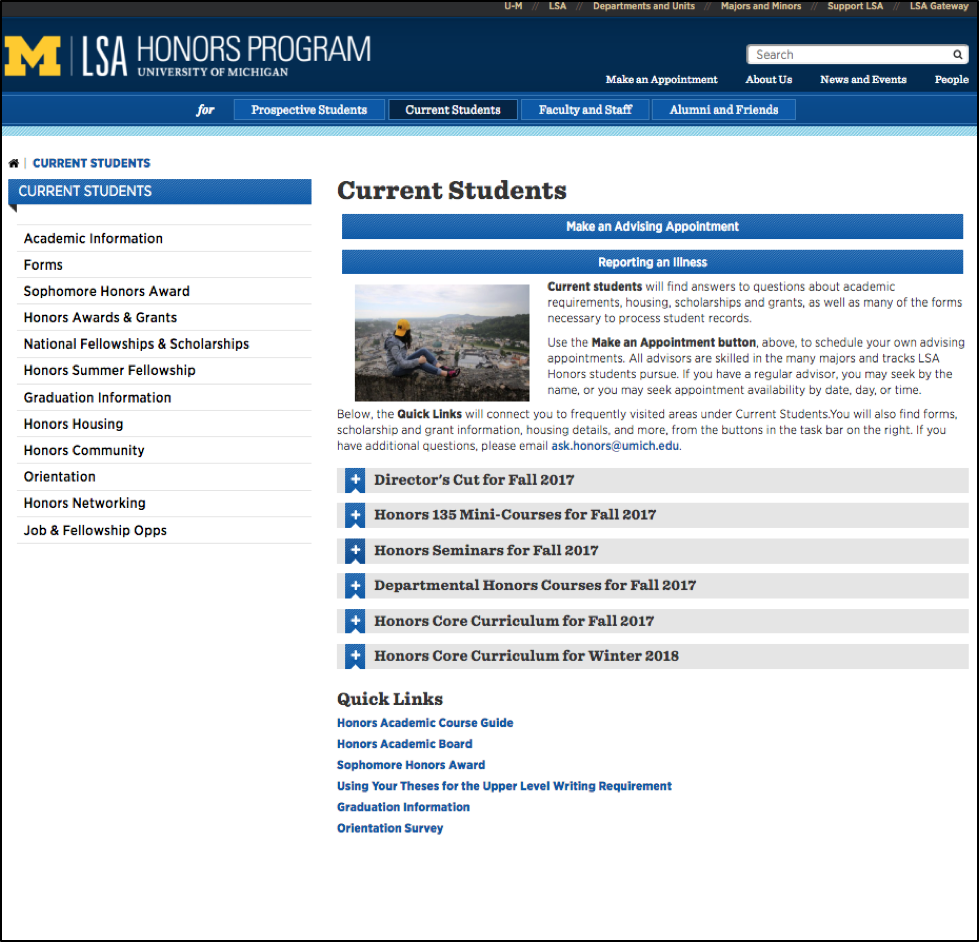 U-M // LSA // Departments and Units // Majors and Minors // Support LSA // LSA Gateway
M LSA HONORS PROGRAM
UNIVERSITY OF MICHIGAN
Search
Make an Appointment About Us News and Events People
for Prospective Students Current Students Faculty and Staff Alumni and Friends
CURRENT STUDENTS
CURRENT STUDENTS
Academic Information
Forms
Sophomore Honors Award
Honors Awards & Grants
National Fellowships & Scholarships
Honors Summer Fellowship
Graduation Information
Honors Housing
Honors Community
Orientation
Honors Networking
Job & Fellowship Opps
Current Students
Make an Advising Appointment
Reporting an Illness
Current students will find answers to questions about academic
requirements, housing, scholarships and grants, as well as many of the forms
necessary to process student records.
Use the Make an Appointment button, above, to schedule your own advising
appointments. All advisors are skilled in the many majors and tracks LSA
Honors students pursue. If you have a regular advisor, you may seek by the
name, or you may seek appointment availability by date, day, or time.
Below, the Quick Links will connect you to frequently visited areas under Current Students.You will also find forms,
scholarship and grant information, housing details, and more, from the buttons in the task bar on the right. If you
have additional questions, please email ask.honors@umich.edu.
+ Director's Cut for Fall 2017
+ Honors 135 Mini-Courses for Fall 2017
+ Honors Seminars for Fall 2017
+ Departmental Honors Courses for Fall 2017
+ Honors Core Curriculum for Fall 2017
+ Honors Core Curriculum for Winter 2018
Quick Links
Honors Academic Course Guide
Honors Academic Board
Sophomore Honors Award
Using Your Theses for the Upper Level Writing Requirement
Graduation Information
Orientation Survey